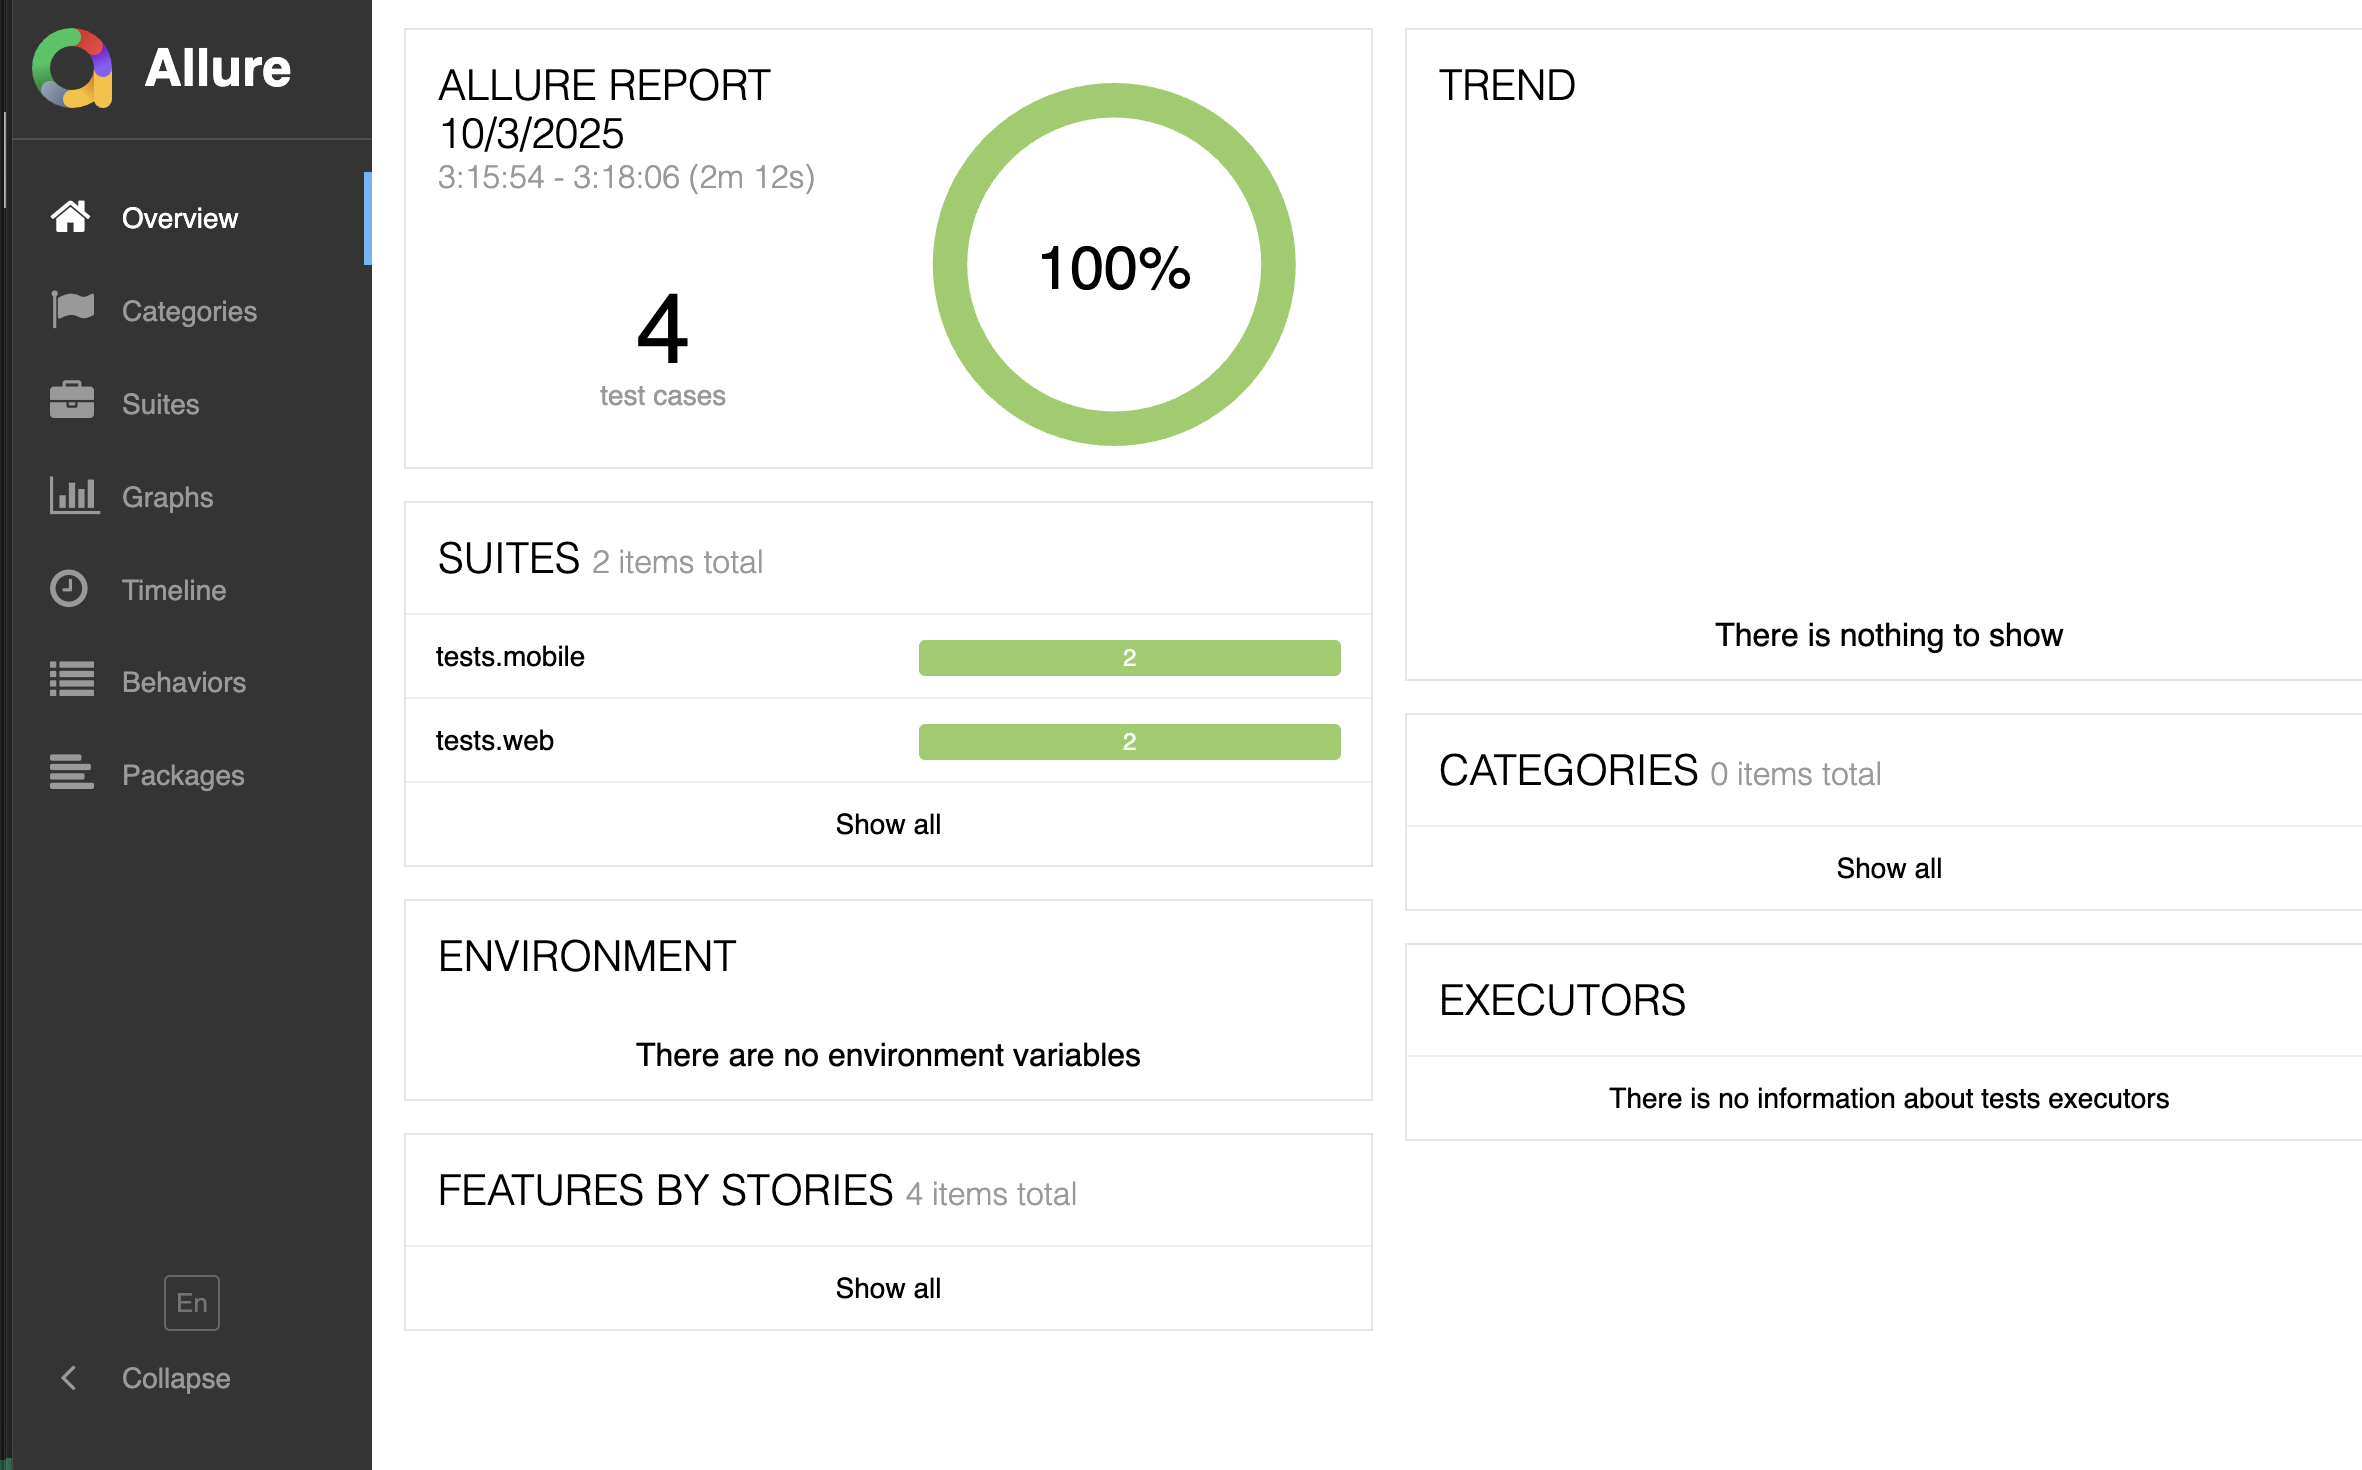 Allure
Overview
Categories
Suites
Graphs
Timeline
Behaviors
Packages
En
Collapse
ALLURE REPORT
10/3/2025
3:15:54 - 3:18:06 (2m 12s)
4
test cases
100%
SUITES 2 items total
tests.mobile 2
tests.web 2
Show all
ENVIRONMENT
There are no environment variables
FEATURES BY STORIES 4 items total
Show all
TREND
There is nothing to show
CATEGORIES 0 items total
Show all
EXECUTORS
There is no information about tests executors